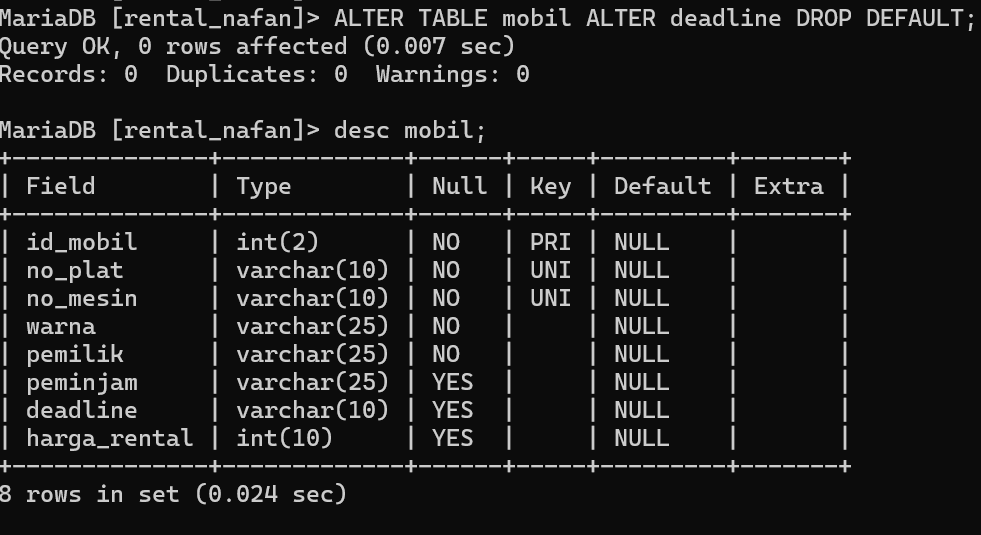 MariaDB [rental_nafan]> ALTER TABLE mobil ALTER deadline DROP DEFAULT;
Query OK, 0 rows affected (0.007 sec)
Records: 0  Duplicates: 0  Warnings: 0

MariaDB [rental_nafan]> desc mobil;
+--------------+-------------+------+-----+---------+-------+
| Field        | Type        | Null | Key | Default | Extra |
+--------------+-------------+------+-----+---------+-------+
| id_mobil     | int(2)      | NO   | PRI | NULL    |       |
| no_plat      | varchar(10) | NO   | UNI | NULL    |       |
| no_mesin     | varchar(10) | NO   | UNI | NULL    |       |
| warna        | varchar(25) | NO   |     | NULL    |       |
| pemilik      | varchar(25) | NO   |     | NULL    |       |
| peminjam     | varchar(25) | YES  |     | NULL    |       |
| deadline     | varchar(10) | YES  |     | NULL    |       |
| harga_rental | int(10)     | YES  |     | NULL    |       |
+--------------+-------------+------+-----+---------+-------+
8 rows in set (0.024 sec)